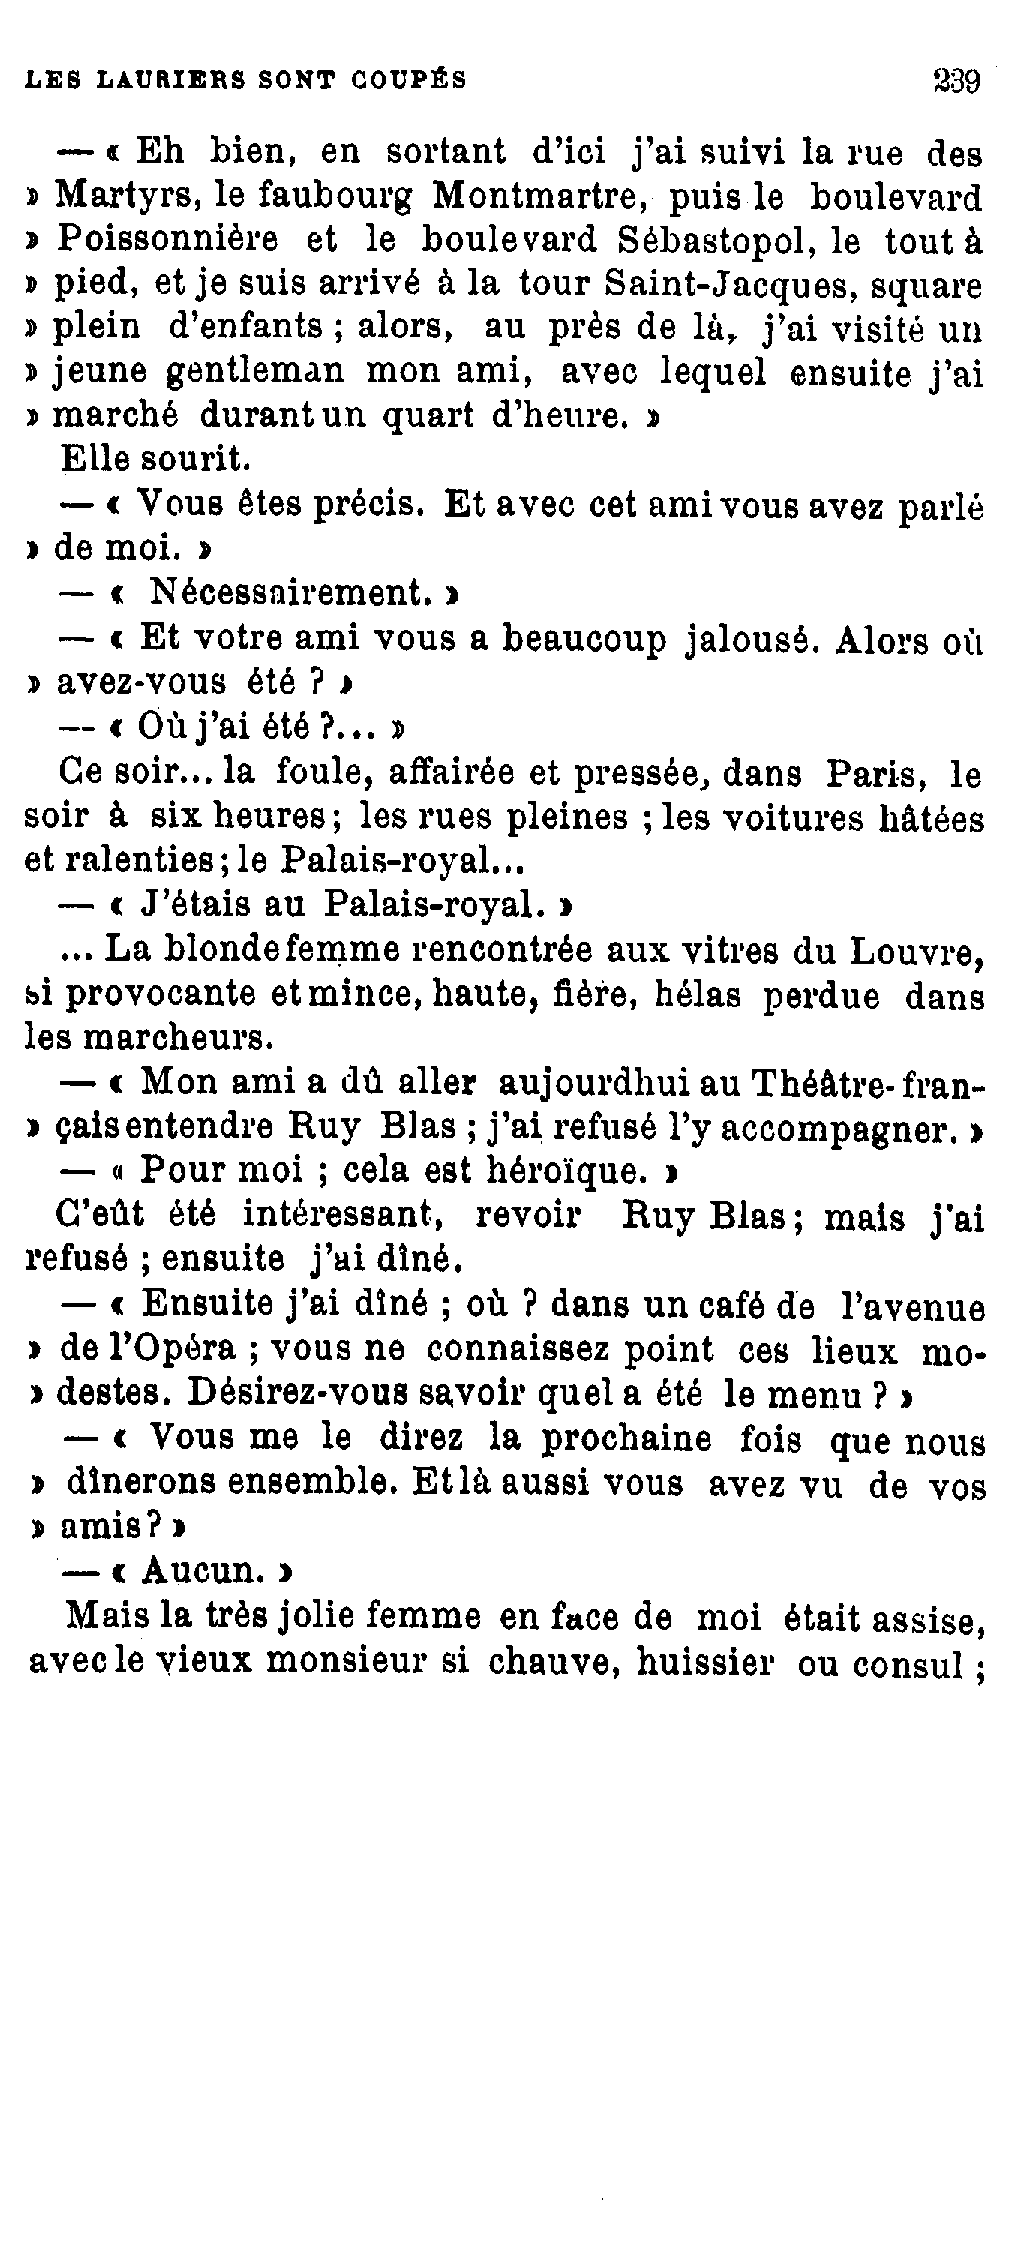 LES LAURIERS SONT COUPÉS 239
— « Eh bien, en sortant d'ici j'ai suivi la rue des
» Martyrs, le faubourg Montmartre, puis le boulevard
» Poissonnière et le boulevard Sébastopol, le tout à
» pied, et je suis arrivé à la tour Saint-Jacques, square
» plein d'enfants ; alors, au près de là, j'ai visité un
» jeune gentleman mon ami, avec lequel ensuite j'ai
» marché durant un quart d'heure. »
Elle sourit.
— « Vous êtes précis. Et avec cet ami vous avez parlé
» de moi. »
— « Nécessairement. »
— « Et votre ami vous a beaucoup jalousé. Alors où
» avez-vous été ? »
— « Où j'ai été ?... »
Ce soir... la foule, affairée et pressée, dans Paris, le
soir à six heures ; les rues pleines ; les voitures hâtées
et ralenties ; le Palais-royal...
— « J'étais au Palais-royal. »
... La blonde femme rencontrée aux vitres du Louvre,
si provocante et mince, haute, fière, hélas perdue dans
les marcheurs.
— « Mon ami a dû aller aujourdhui au Théâtre-fran-
» çais entendre Ruy Blas ; j'ai refusé l'y accompagner. »
— « Pour moi ; cela est héroïque. »
C'eût été intéressant, revoir Ruy Blas ; mais j'ai
refusé ; ensuite j'ai dîné.
— « Ensuite j'ai dîné ; où ? dans un café de l'avenue
» de l'Opéra ; vous ne connaissez point ces lieux mo-
» destes. Désirez-vous savoir quel a été le menu ? »
— « Vous me le direz la prochaine fois que nous
» dînerons ensemble. Et là aussi vous avez vu de vos
» amis ? »
— « Aucun. »
Mais la très jolie femme en face de moi était assise,
avec le vieux monsieur si chauve, huissier ou consul ;